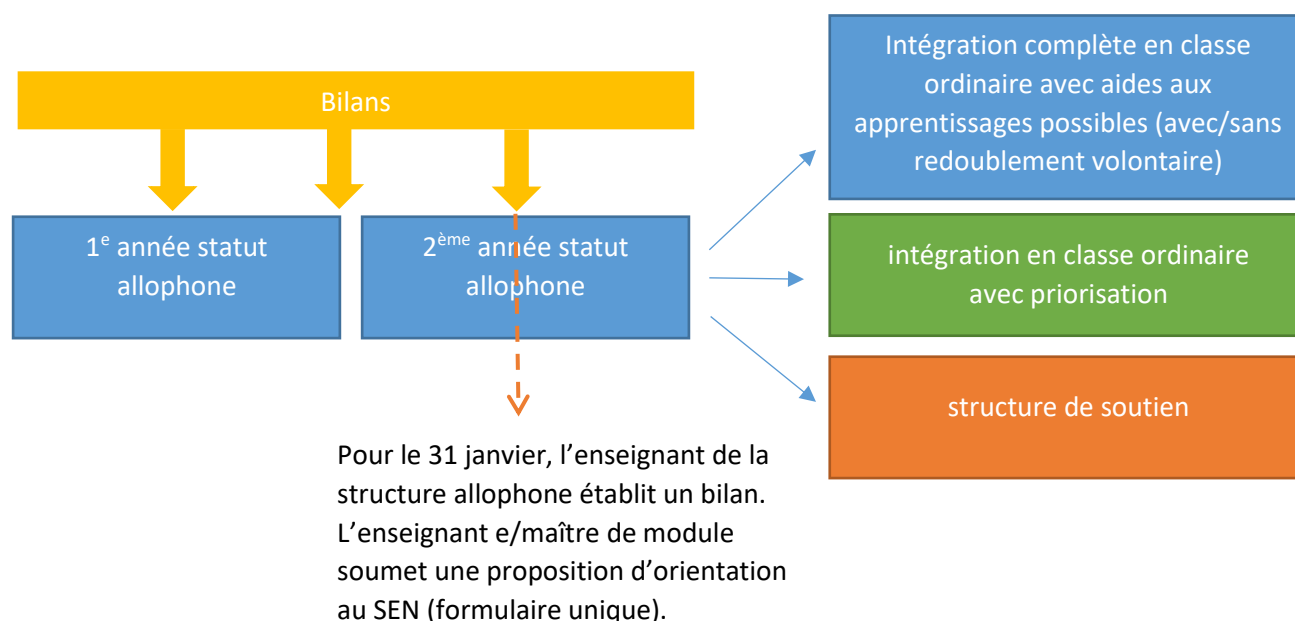 Bilans
1e année statut
allophone
2ème année statut
allophone
Intégration complète en classe
ordinaire avec aides aux
apprentissages possibles (avec/sans
redoublement volontaire)
intégration en classe ordinaire
avec priorisation
structure de soutien
Pour le 31 janvier, l’enseignant de la
structure allophone établit un bilan.
L’enseignant e/maître de module
soumet une proposition d’orientation
au SEN (formulaire unique).